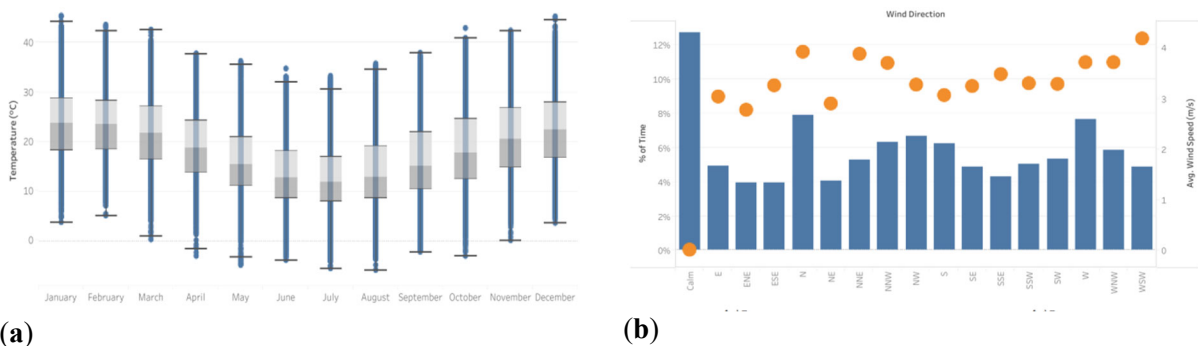 Temperature (°C)
40
30
20
10
0
January February March April May June July August September October November December
(a)
Wind Direction
% of Time
12%
10%
8%
6%
4%
2%
0%
4
3
2
1
0
Avg. Wind Speed (m/s)
Calm E ENE ESE N NE NNE NNW NW S SE SSE SSW SW W WNW WSW
(b)